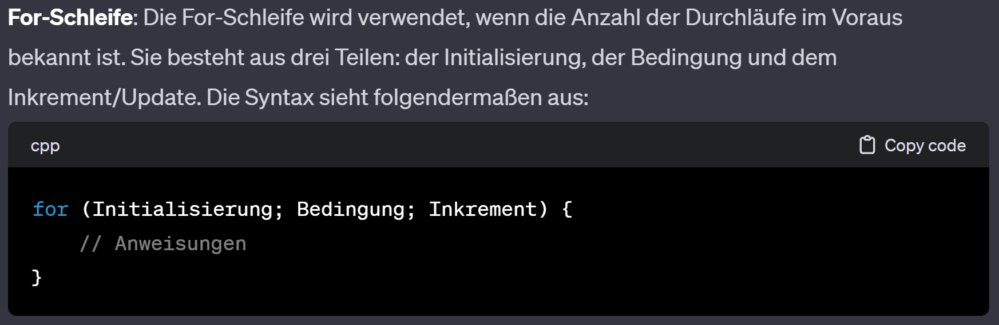 For-Schleife: Die For-Schleife wird verwendet, wenn die Anzahl der Durchläufe im Voraus
bekannt ist. Sie besteht aus drei Teilen: der Initialisierung, der Bedingung und dem
Inkrement/Update. Die Syntax sieht folgendermaßen aus:
cpp Copy code
for (Initialisierung; Bedingung; Inkrement) {
    // Anweisungen
}